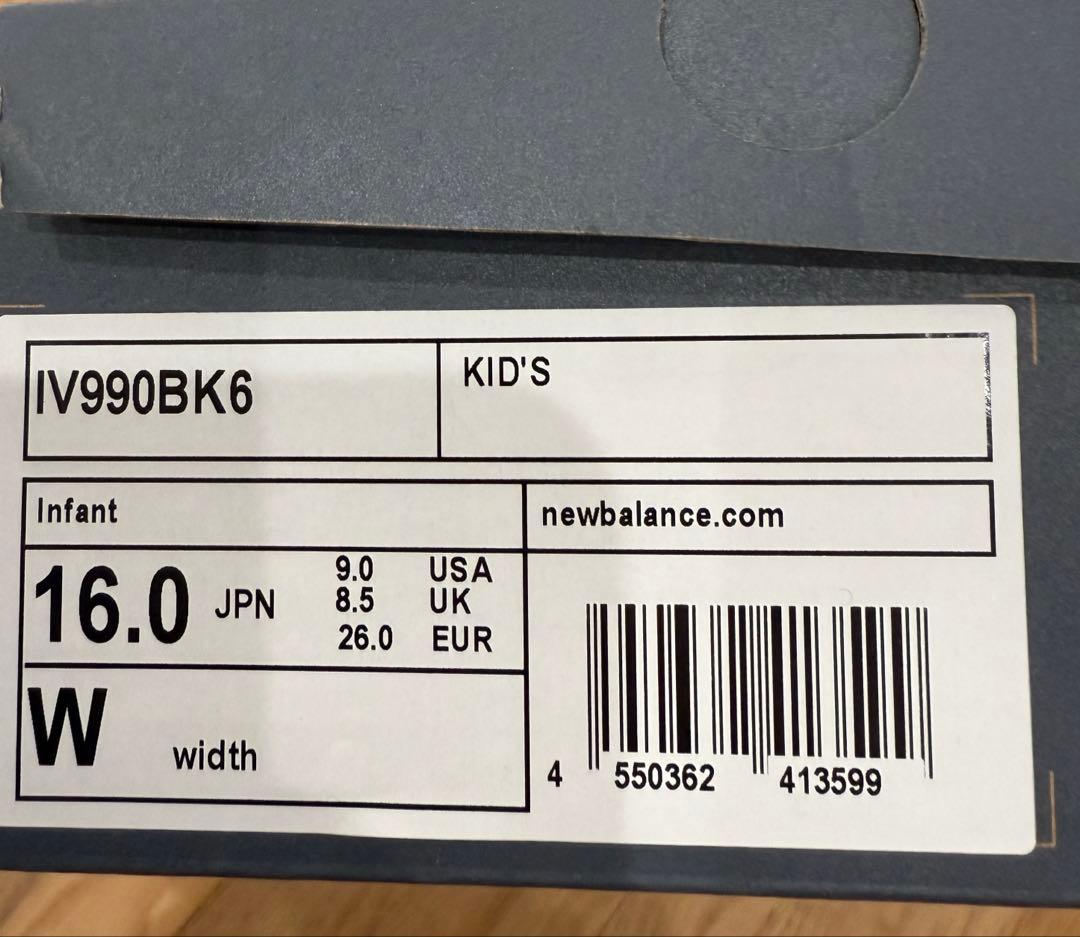 IV990BK6
KID'S
Infant
newbalance.com
16.0 JPN
9.0 USA
8.5 UK
26.0 EUR
W width
4 550362 413599